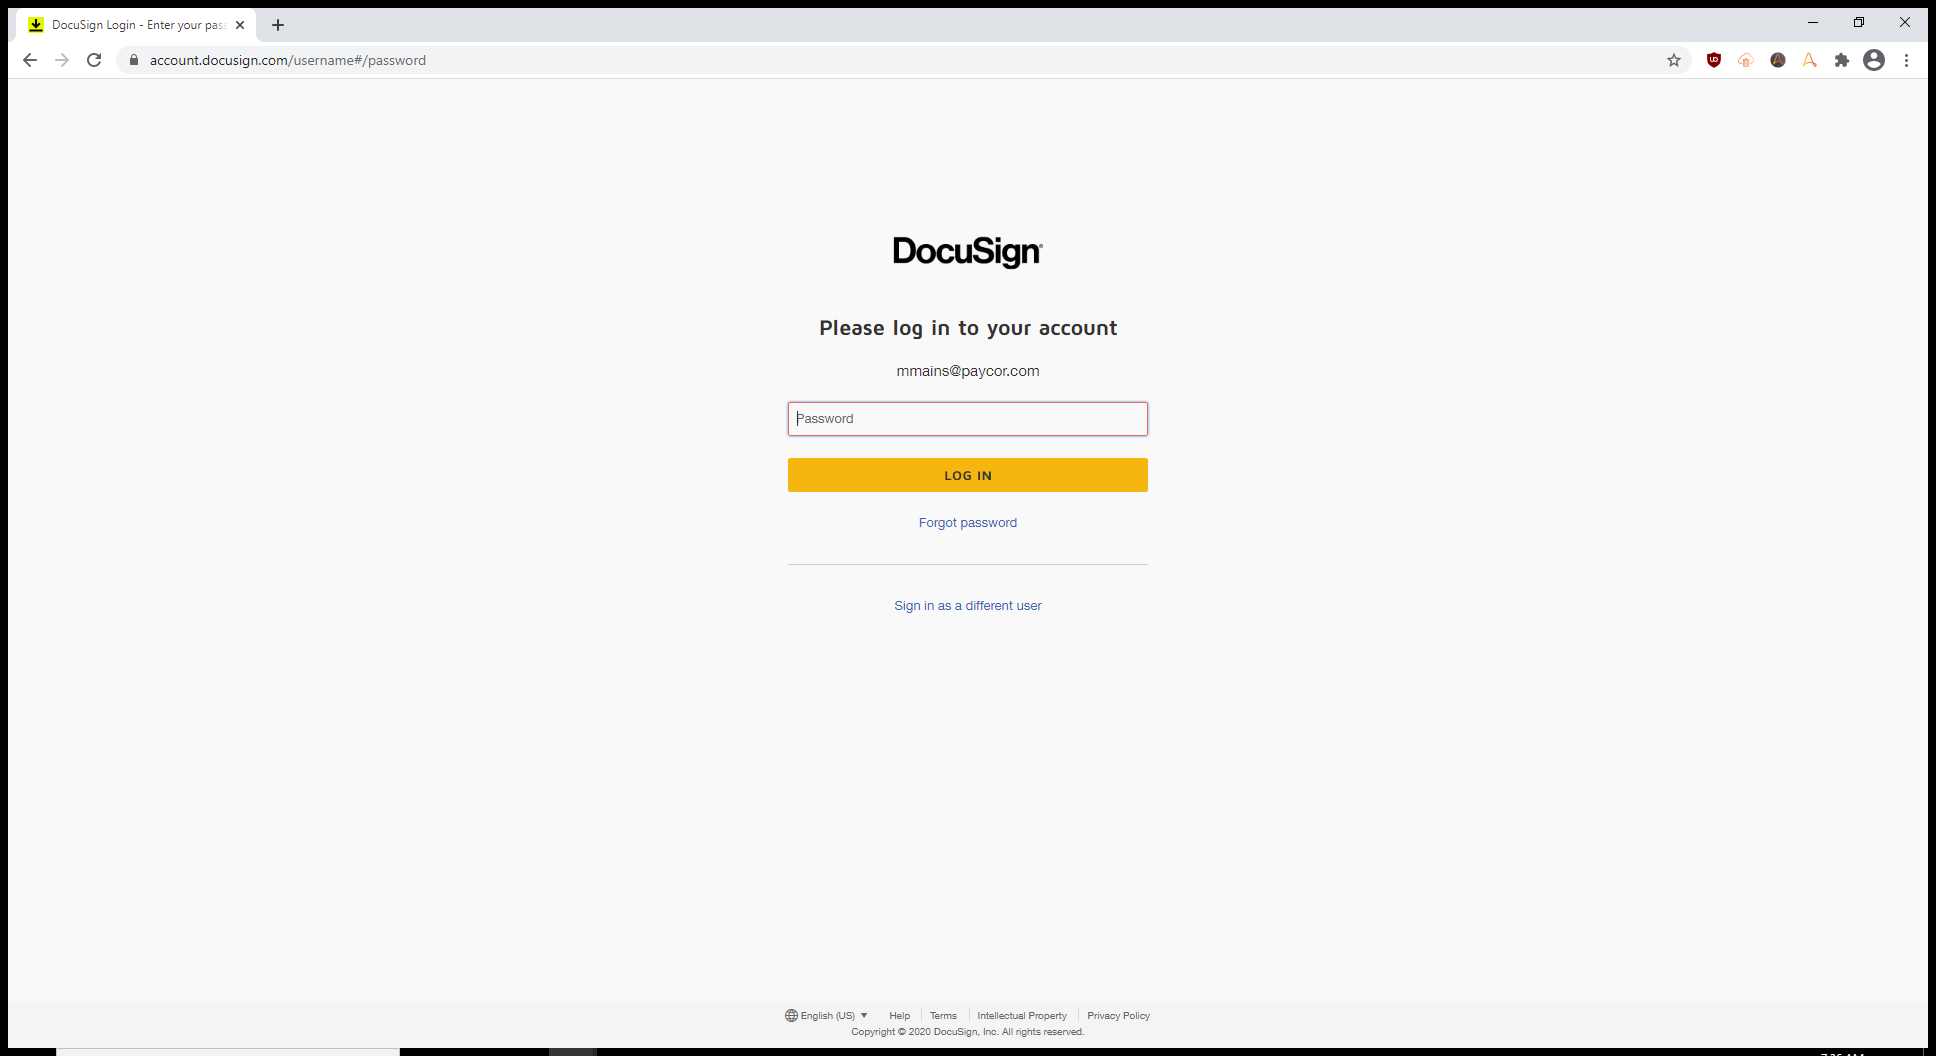 DocuSign Login - Enter your pas
account.docusign.com/username#/password
DocuSign
Please log in to your account
mmains@paycor.com
Password
LOG IN
Forgot password
Sign in as a different user
English (US) Help Terms Intellectual Property Privacy Policy
Copyright © 2020 DocuSign, Inc. All rights reserved.